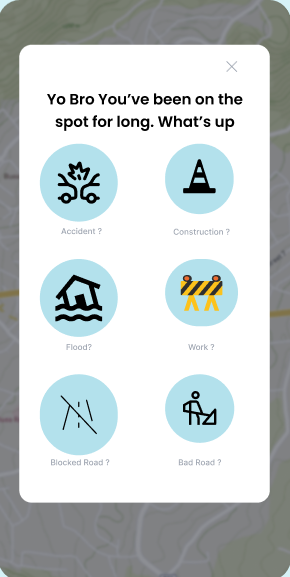 Yo Bro You’ve been on the
spot for long. What’s up
Accident ?
Construction ?
Flood?
Work ?
Blocked Road ?
Bad Road ?